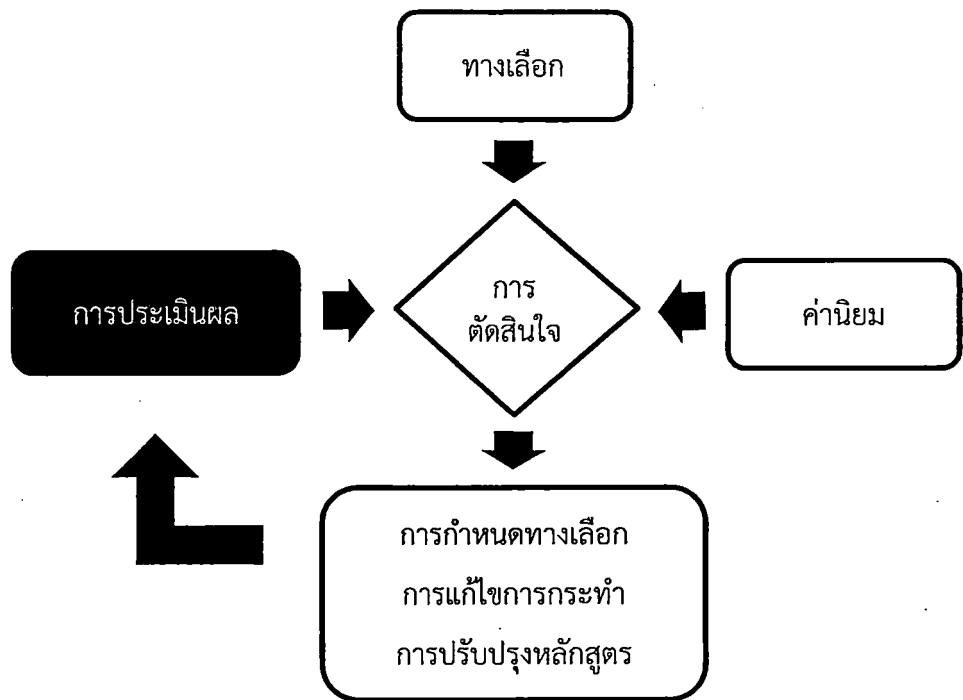 ทางเลือก
การประเมินผล
การ
ตัดสินใจ
ค่านิยม
การกำหนดทางเลือก
การแก้ไขการกระทำ
การปรับปรุงหลักสูตร